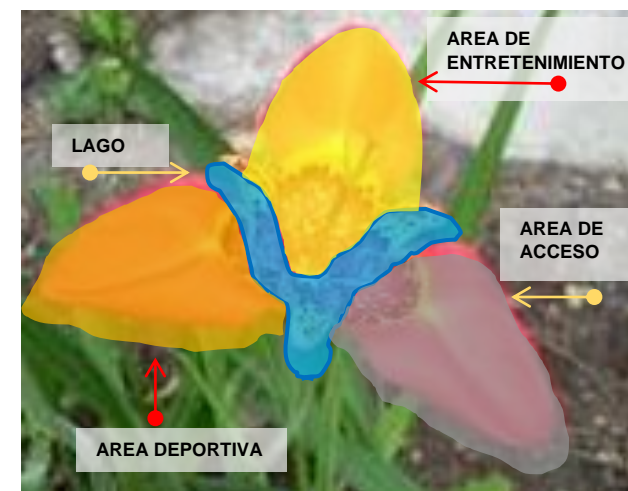 AREA DE
ENTRETENIMIENTO
LAGO
AREA DE
ACCESO
AREA DEPORTIVA